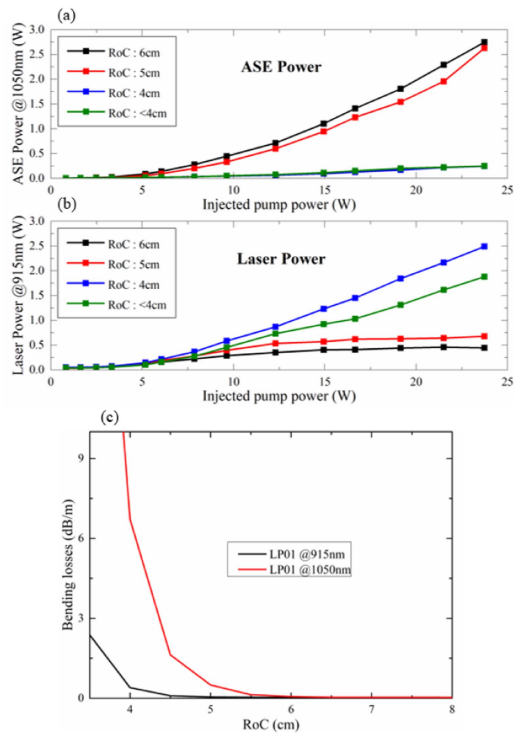 (a)
3.0
2.5
2.0
1.5
1.0
0.5
0.0
ASE Power @1050nm (W)
RoC : 6cm
RoC : 5cm
RoC : 4cm
RoC : <4cm
ASE Power
0 5 10 15 20 25
Injected pump power (W)
(b)
3.0
2.5
2.0
1.5
1.0
0.5
0.0
Laser Power @915nm (W)
RoC : 6cm
RoC : 5cm
RoC : 4cm
RoC : <4cm
Laser Power
0 5 10 15 20 25
Injected pump power (W)
(c)
9
6
3
0
Bending losses (dB/m)
LP01 @915nm
LP01 @1050nm
4 5 6 7 8
RoC (cm)